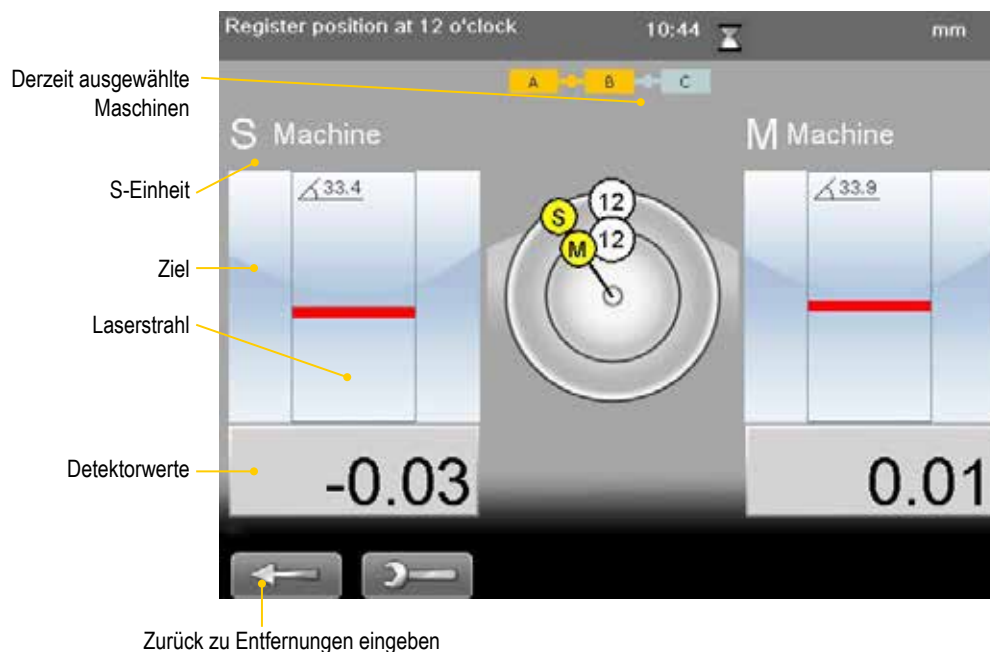 Register position at 12 o'clock 10:44 mm
Derzeit ausgewählte
Maschinen
A B C
S Machine M Machine
S-Einheit
33.4 33.9
12
S
12
M
Ziel
Laserstrahl
Detektorwerte
-0.03 0.01
Zurück zu Entfernungen eingeben